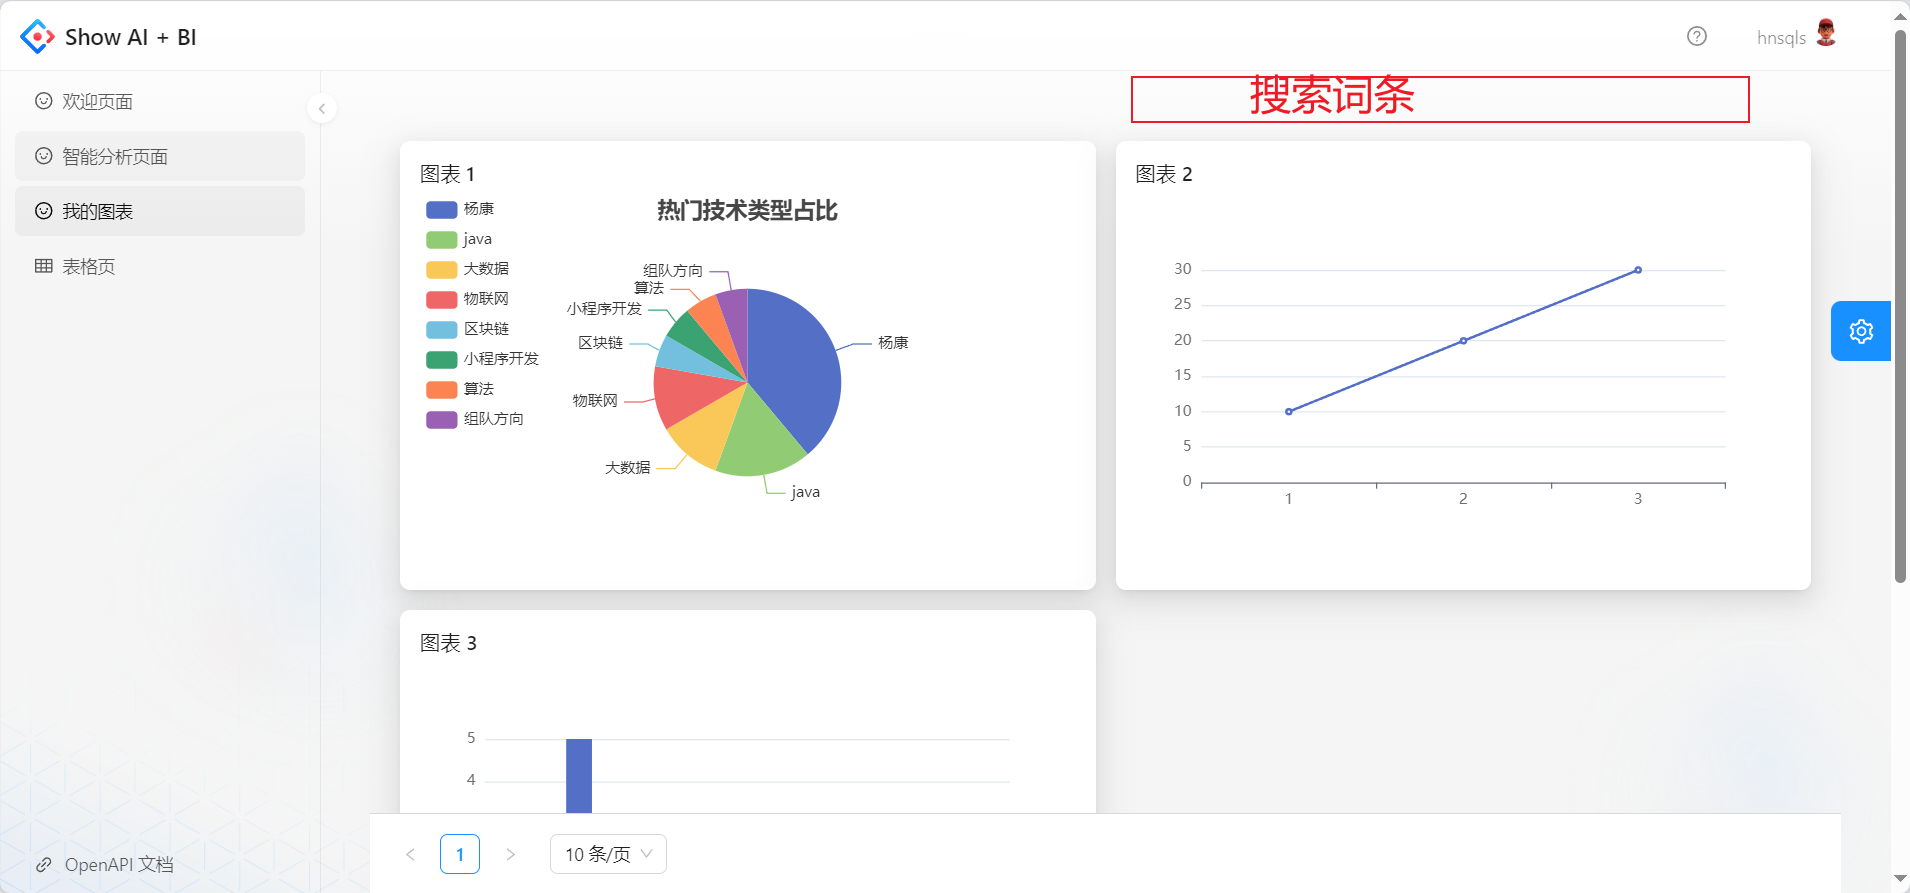 Show AI + BI
hnsqls
欢迎页面
智能分析页面
我的图表
表格页
OpenAPI 文档
搜索词条
图表 1
热门技术类型占比
杨康
java
大数据
物联网
区块链
小程序开发
算法
组队方向
组队方向
算法
小程序开发
区块链
物联网
大数据
java
杨康
图表 2
30
25
20
15
10
5
0
1 2 3
图表 3
5
4
1
10 条/页